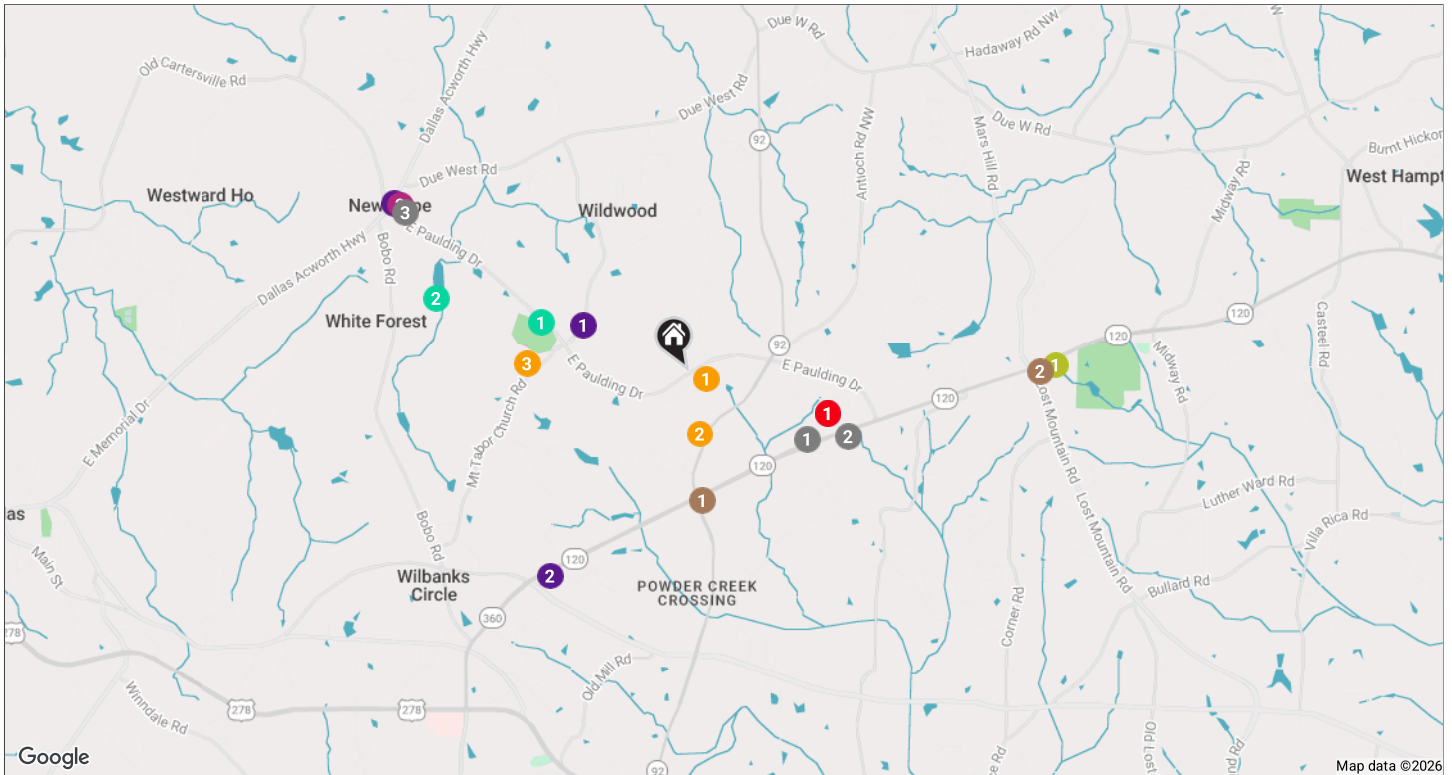 Due W Rd
Hadaway Rd NW
W
Old Cartersville Rd
Dallas Acworth Hwy
Due West Rd
92
Due W Rd
Antioch Rd NW
Mars Hill Rd
Burnt Hickor
Due West Rd
Midway Rd
West Hampt
Westward Ho
3
Wildwood
E Paulding Dr
Bobo Rd
Dallas Acworth Hwy
2
120
White Forest
1
1
Casteel Rd
120
92
3
E Paulding Dr
1
E Paulding Dr
2
1
Midway Rd
120
Mt Tabor Church Rd
E Memorial Dr
2
1
1
2
Lost Mountain Rd
120
1
Luther Ward Rd
Lost Mountain Rd
Villa Rica Rd
as
Bobo Rd
Main St
120
2
Wilbanks
Circle
POWDER CREEK
CROSSING
Bullard Rd
Corner Rd
360
278
Old Mill Rd
Winndale Rd
278
278
Old Lost
Google
92
Map data ©2026